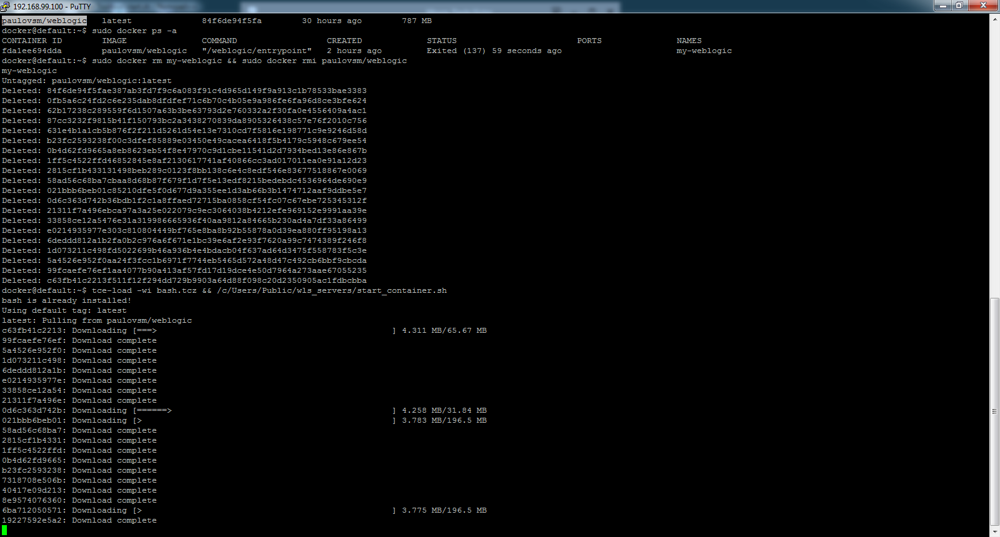 192.168.99.100 - PuTTY
paulovsm/weblogic   latest              84f6de94f5fa        30 hours ago        787 MB
docker@default:~$ sudo docker ps -a
CONTAINER ID        IMAGE               COMMAND                  CREATED             STATUS                        PORTS               NAMES
fda1ee694dda        paulovsm/weblogic   "/weblogic/entrypoint"   2 hours ago         Exited (137) 59 seconds ago                       my-weblogic
docker@default:~$ sudo docker rm my-weblogic && sudo docker rmi paulovsm/weblogic
my-weblogic
Untagged: paulovsm/weblogic:latest
Deleted: 84f6de94f5fae387ab3fd7f9c6a083f91c4d965d149f9a913c1b78533bae3383
Deleted: 0fb5a6c24fd2c6e235dab8dfdfef71c6b70c4b05e9a986fe6fa96d8ce3bfe624
Deleted: 62b17238c289559f6d1507a63b3be63793d2e760332a2f30fa0e4556409a4ac1
Deleted: 87cc3232f9815b41f150793bc2a3438270839da8905326438c57e76f2010c756
Deleted: 631e4b1a1cb5b876f2f211d5261d54e13e7310cd7f5816e198771c9e9246d58d
Deleted: b23fc2593238f00c3dfef85889e03450e49cacea6418f5b4179c5948c679ee54
Deleted: 0b4d62fd9665a8eb8623eb54f8e47970c9d1cbe11541d2d7934bed13e86e867b
Deleted: 1ff5c4522ffd46852845e8af2130617741af40866cc3ad017011ea0e91a12d23
Deleted: 2815cf1b433131498beb289c0123f8bb138c6e4c8edf546e83677518867e0069
Deleted: 58ad56c68ba7cbaa8d68b87f679f1d7f5e13edf8215bedebdc4536964de690e9
Deleted: 021bbb6beb01c85210dfe5f0d677d9a355ee1d3ab66b3b1474712aaf9ddbe5e7
Deleted: 0d6c363d742b36bdb1f2c1a8ffaed72715ba0858cf54fc07c67ebe725345312f
Deleted: 21311f7a496ebca97a3a25e022079c9ec3064038b4212efe969152e9991aa39e
Deleted: 33858ce12a5476e31a319986665936f40aa9812a84665b230ad4a7df33a86499
Deleted: e0214935977e303c810804449bf765e8ba8b92b55878a0d39ea880ff95198a13
Deleted: 6deddd812a1b2fa0b2c976a6f671e1bc39e6af2e93f7620a99c7474389f246f8
Deleted: 1d073211c498fd5022699b46a936b4e4bdacb04f637ad64d3475f558783f5c3e
Deleted: 5a4526e952f0aa24f3fcc1b6971f7744eb5465d572a48d47c492cb6bbf9cbcda
Deleted: 99fcaefe76ef1aa4077b90a413af57fd17d19dce4e50d7964a273aae67055235
Deleted: c63fb41c2213f511f12f294dd729b9903a64d88f098c20d2350905ac1fdbcbba
docker@default:~$ tce-load -wi bash.tcz && /c/Users/Public/wls_servers/start_container.sh
bash is already installed!
Using default tag: latest
latest: Pulling from paulovsm/weblogic
c63fb41c2213: Downloading [===>                                               ] 4.311 MB/65.67 MB
99fcaefe76ef: Download complete
5a4526e952f0: Download complete
1d073211c498: Download complete
6deddd812a1b: Download complete
e0214935977e: Download complete
33858ce12a54: Download complete
21311f7a496e: Download complete
0d6c363d742b: Downloading [======>                                            ] 4.258 MB/31.84 MB
021bbb6beb01: Downloading [>                                                  ] 3.783 MB/196.5 MB
58ad56c68ba7: Download complete
2815cf1b4331: Download complete
1ff5c4522ffd: Download complete
0b4d62fd9665: Download complete
b23fc2593238: Download complete
7318708e506b: Download complete
40417e09d213: Download complete
8e9574076360: Download complete
6ba712050571: Downloading [>                                                  ] 3.775 MB/196.5 MB
19227592e5a2: Download complete